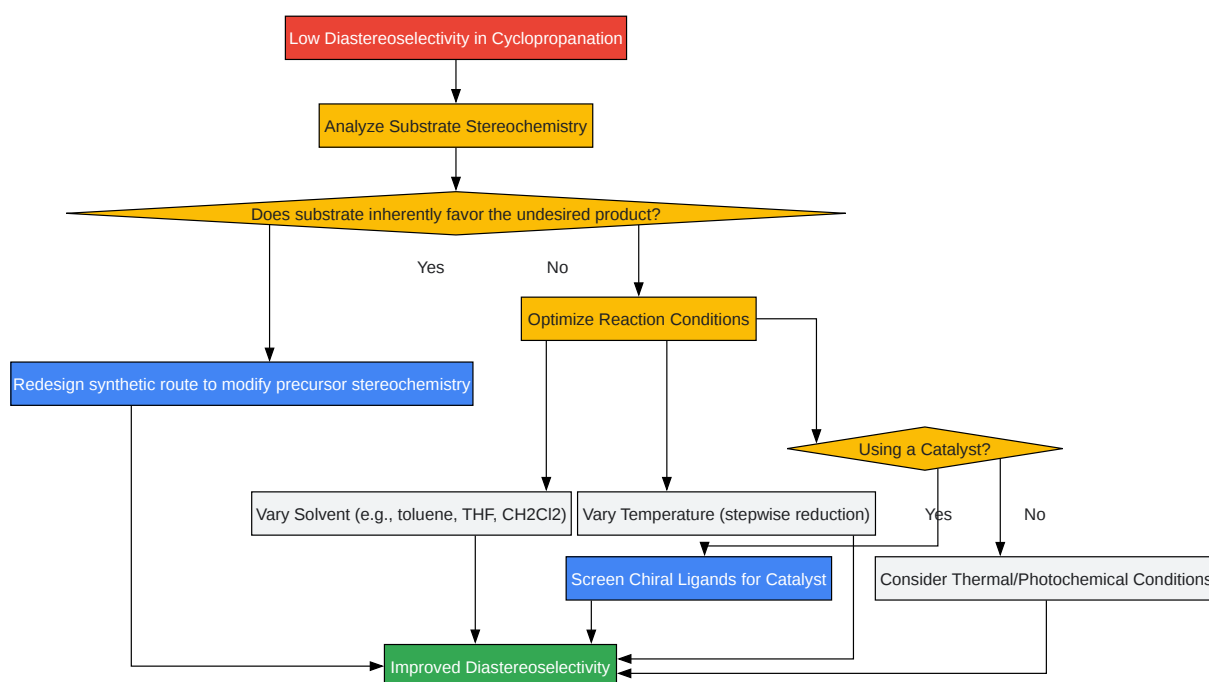 Low Diastereoselectivity in Cyclopropanation
Analyze Substrate Stereochemistry
Does substrate inherently favor the undesired product?
Yes
No
Optimize Reaction Conditions
Redesign synthetic route to modify precursor stereochemistry
Using a Catalyst?
Vary Solvent (e.g., toluene, THF, CH2Cl2)
Vary Temperature (stepwise reduction)
Yes
No
Screen Chiral Ligands for Catalyst
Consider Thermal/Photochemical Conditions
Improved Diastereoselectivity